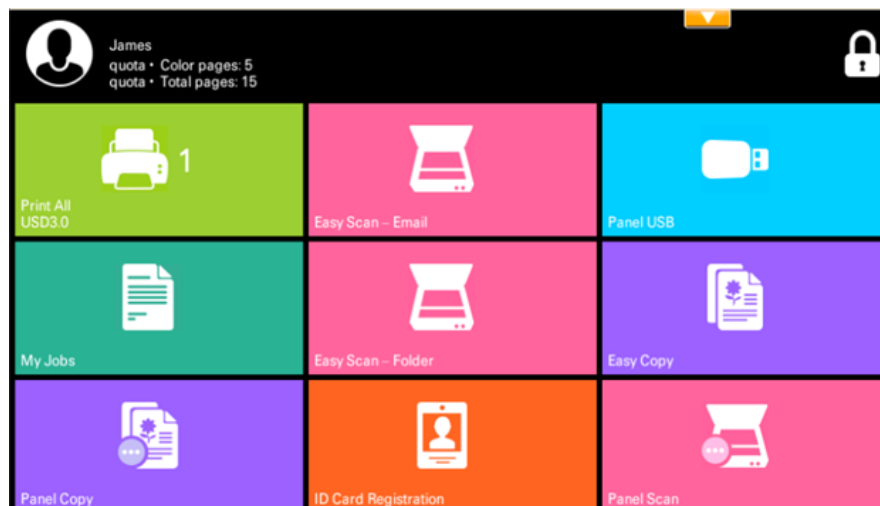 James
quota • Color pages: 5
quota • Total pages: 15
1
Print All
USD3.0
Easy Scan – Email
Panel USB
My Jobs
Easy Scan – Folder
Easy Copy
Panel Copy
ID Card Registration
Panel Scan